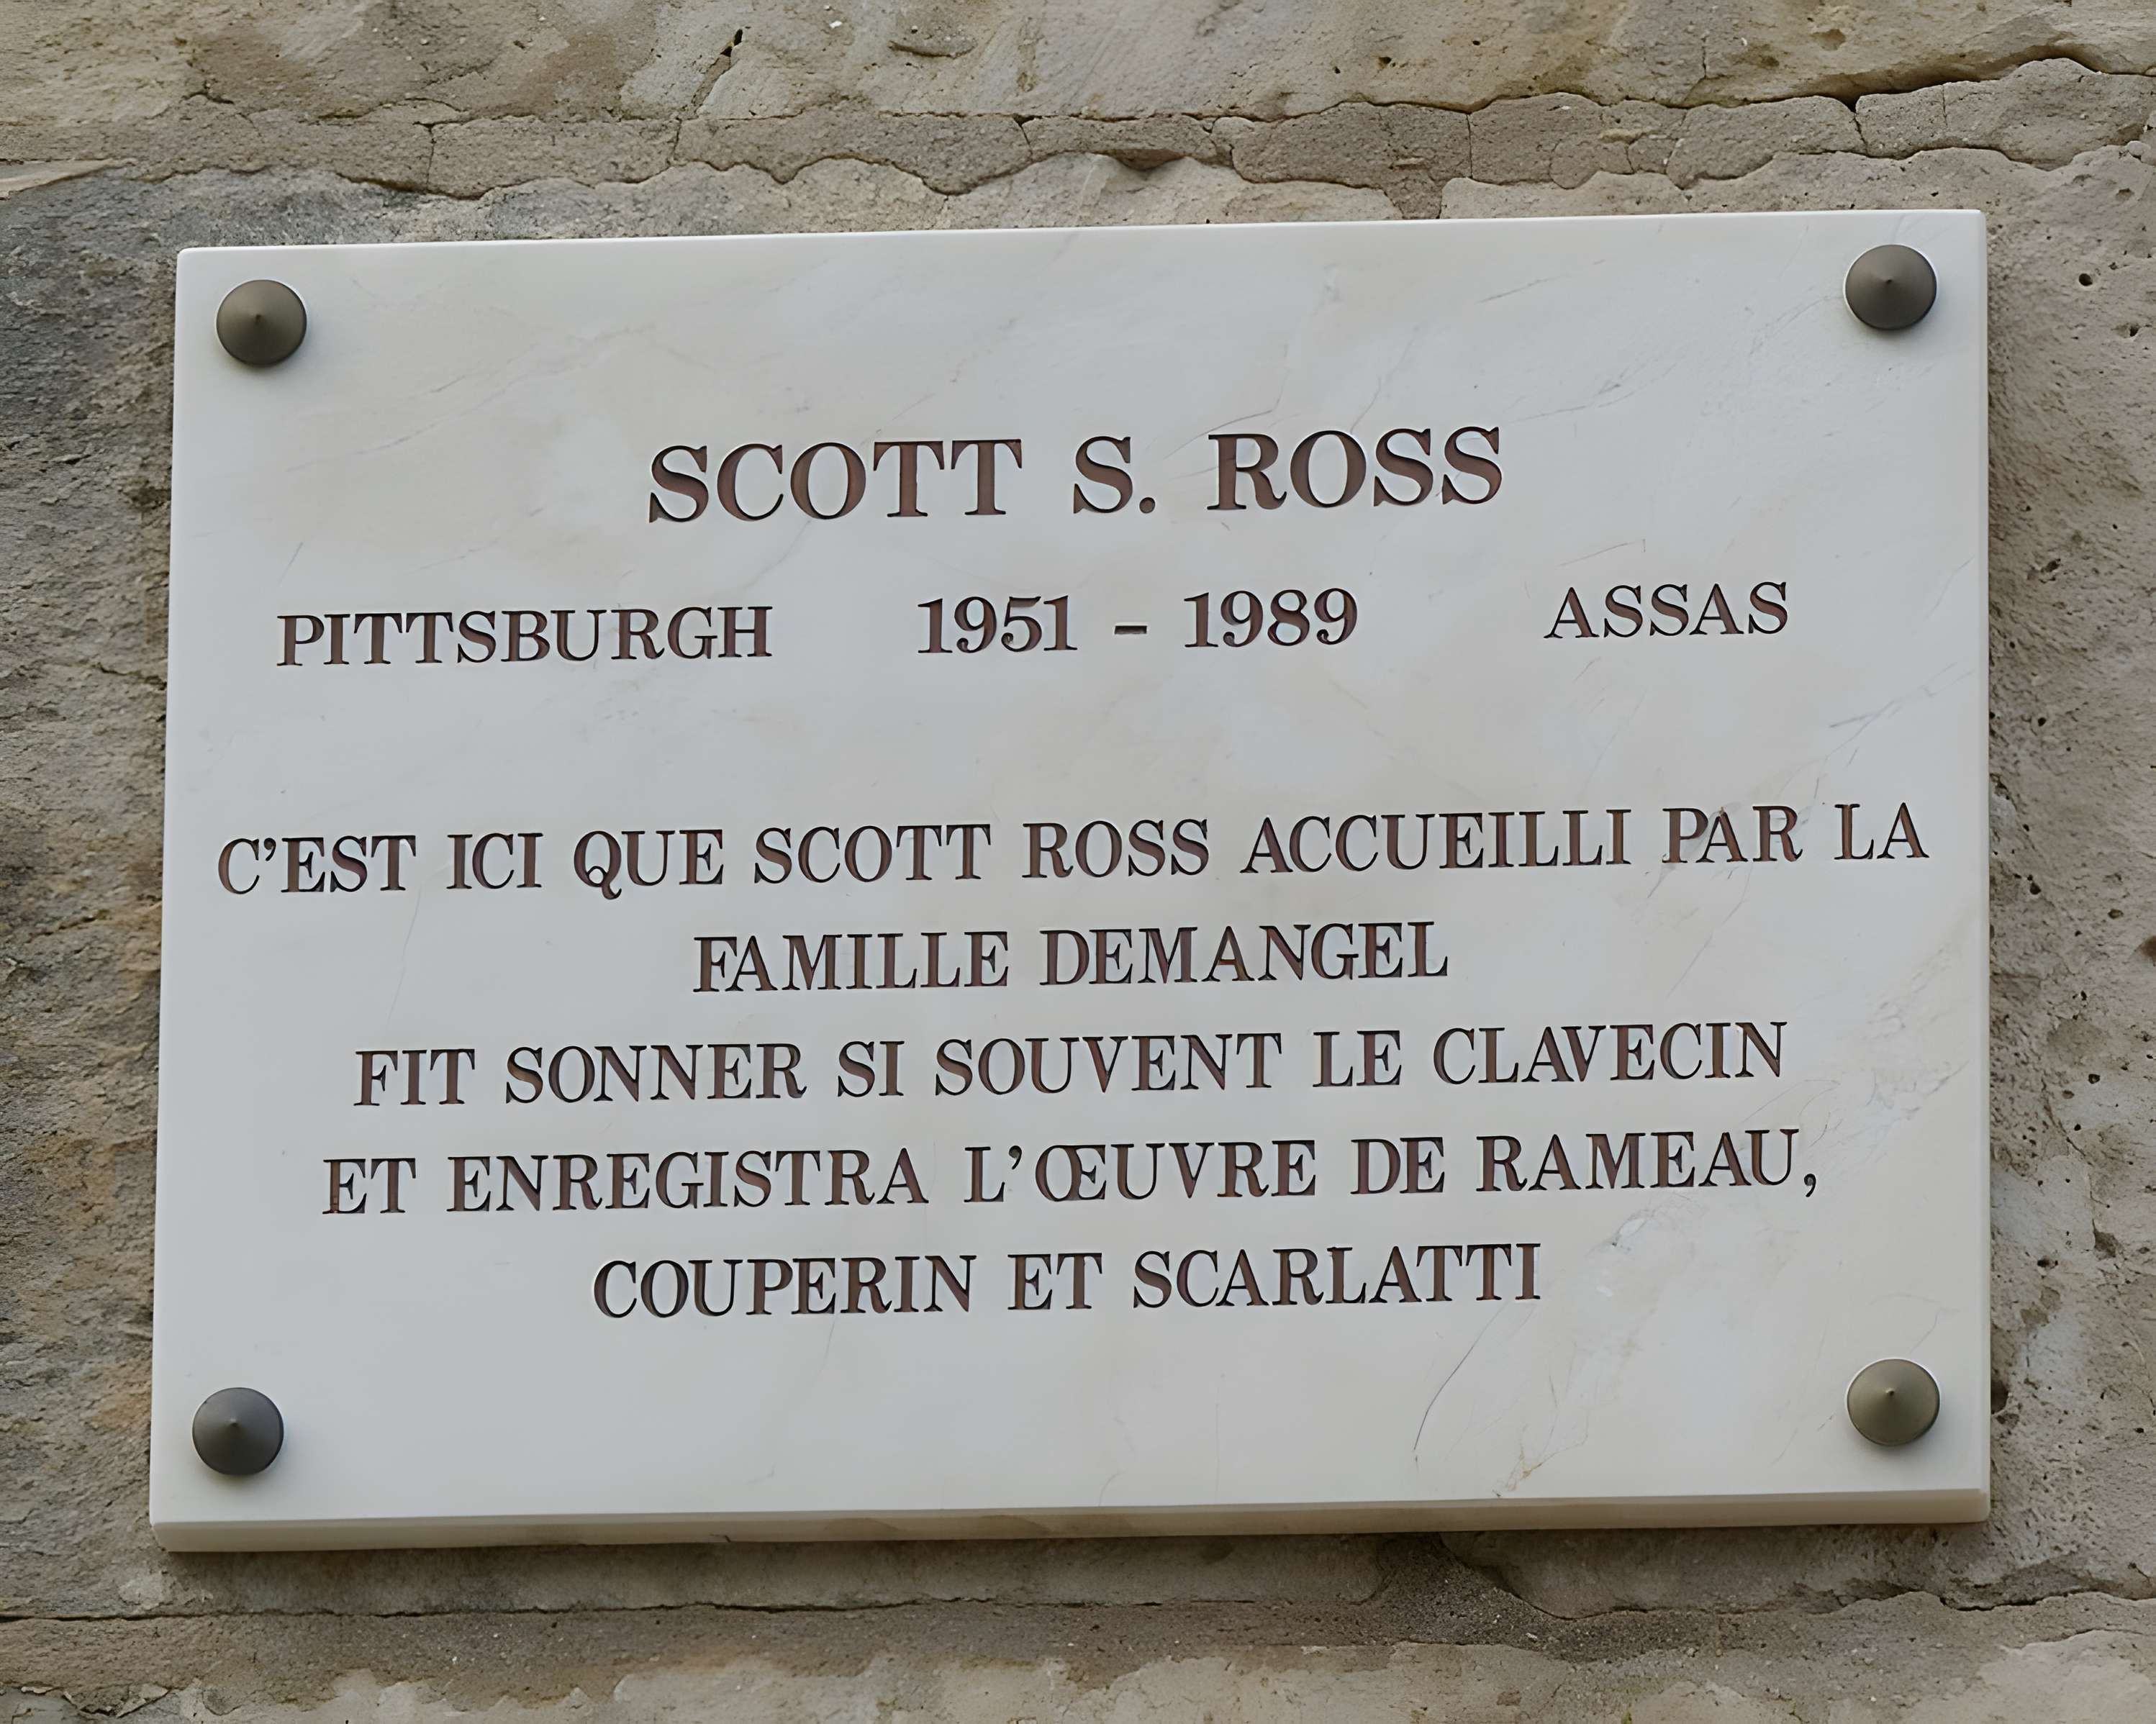 SCOTT S. ROSS
PITTSBURGH 1951 - 1989 ASSAS
C'EST ICI QUE SCOTT ROSS ACCUEILLI PAR LA
FAMILLE DEMANGEL
FIT SONNER SI SOUVENT LE CLAVECIN
ET ENREGISTRA L'ŒUVRE DE RAMEAU,
COUPERIN ET SCARLATTI